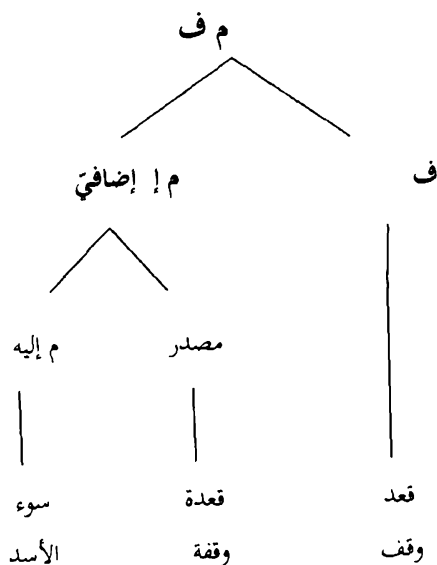 م ف
ف م إ إضافيّ
مصدر م إليه
قعد قعدة سوء
وقف وقفة الأسد